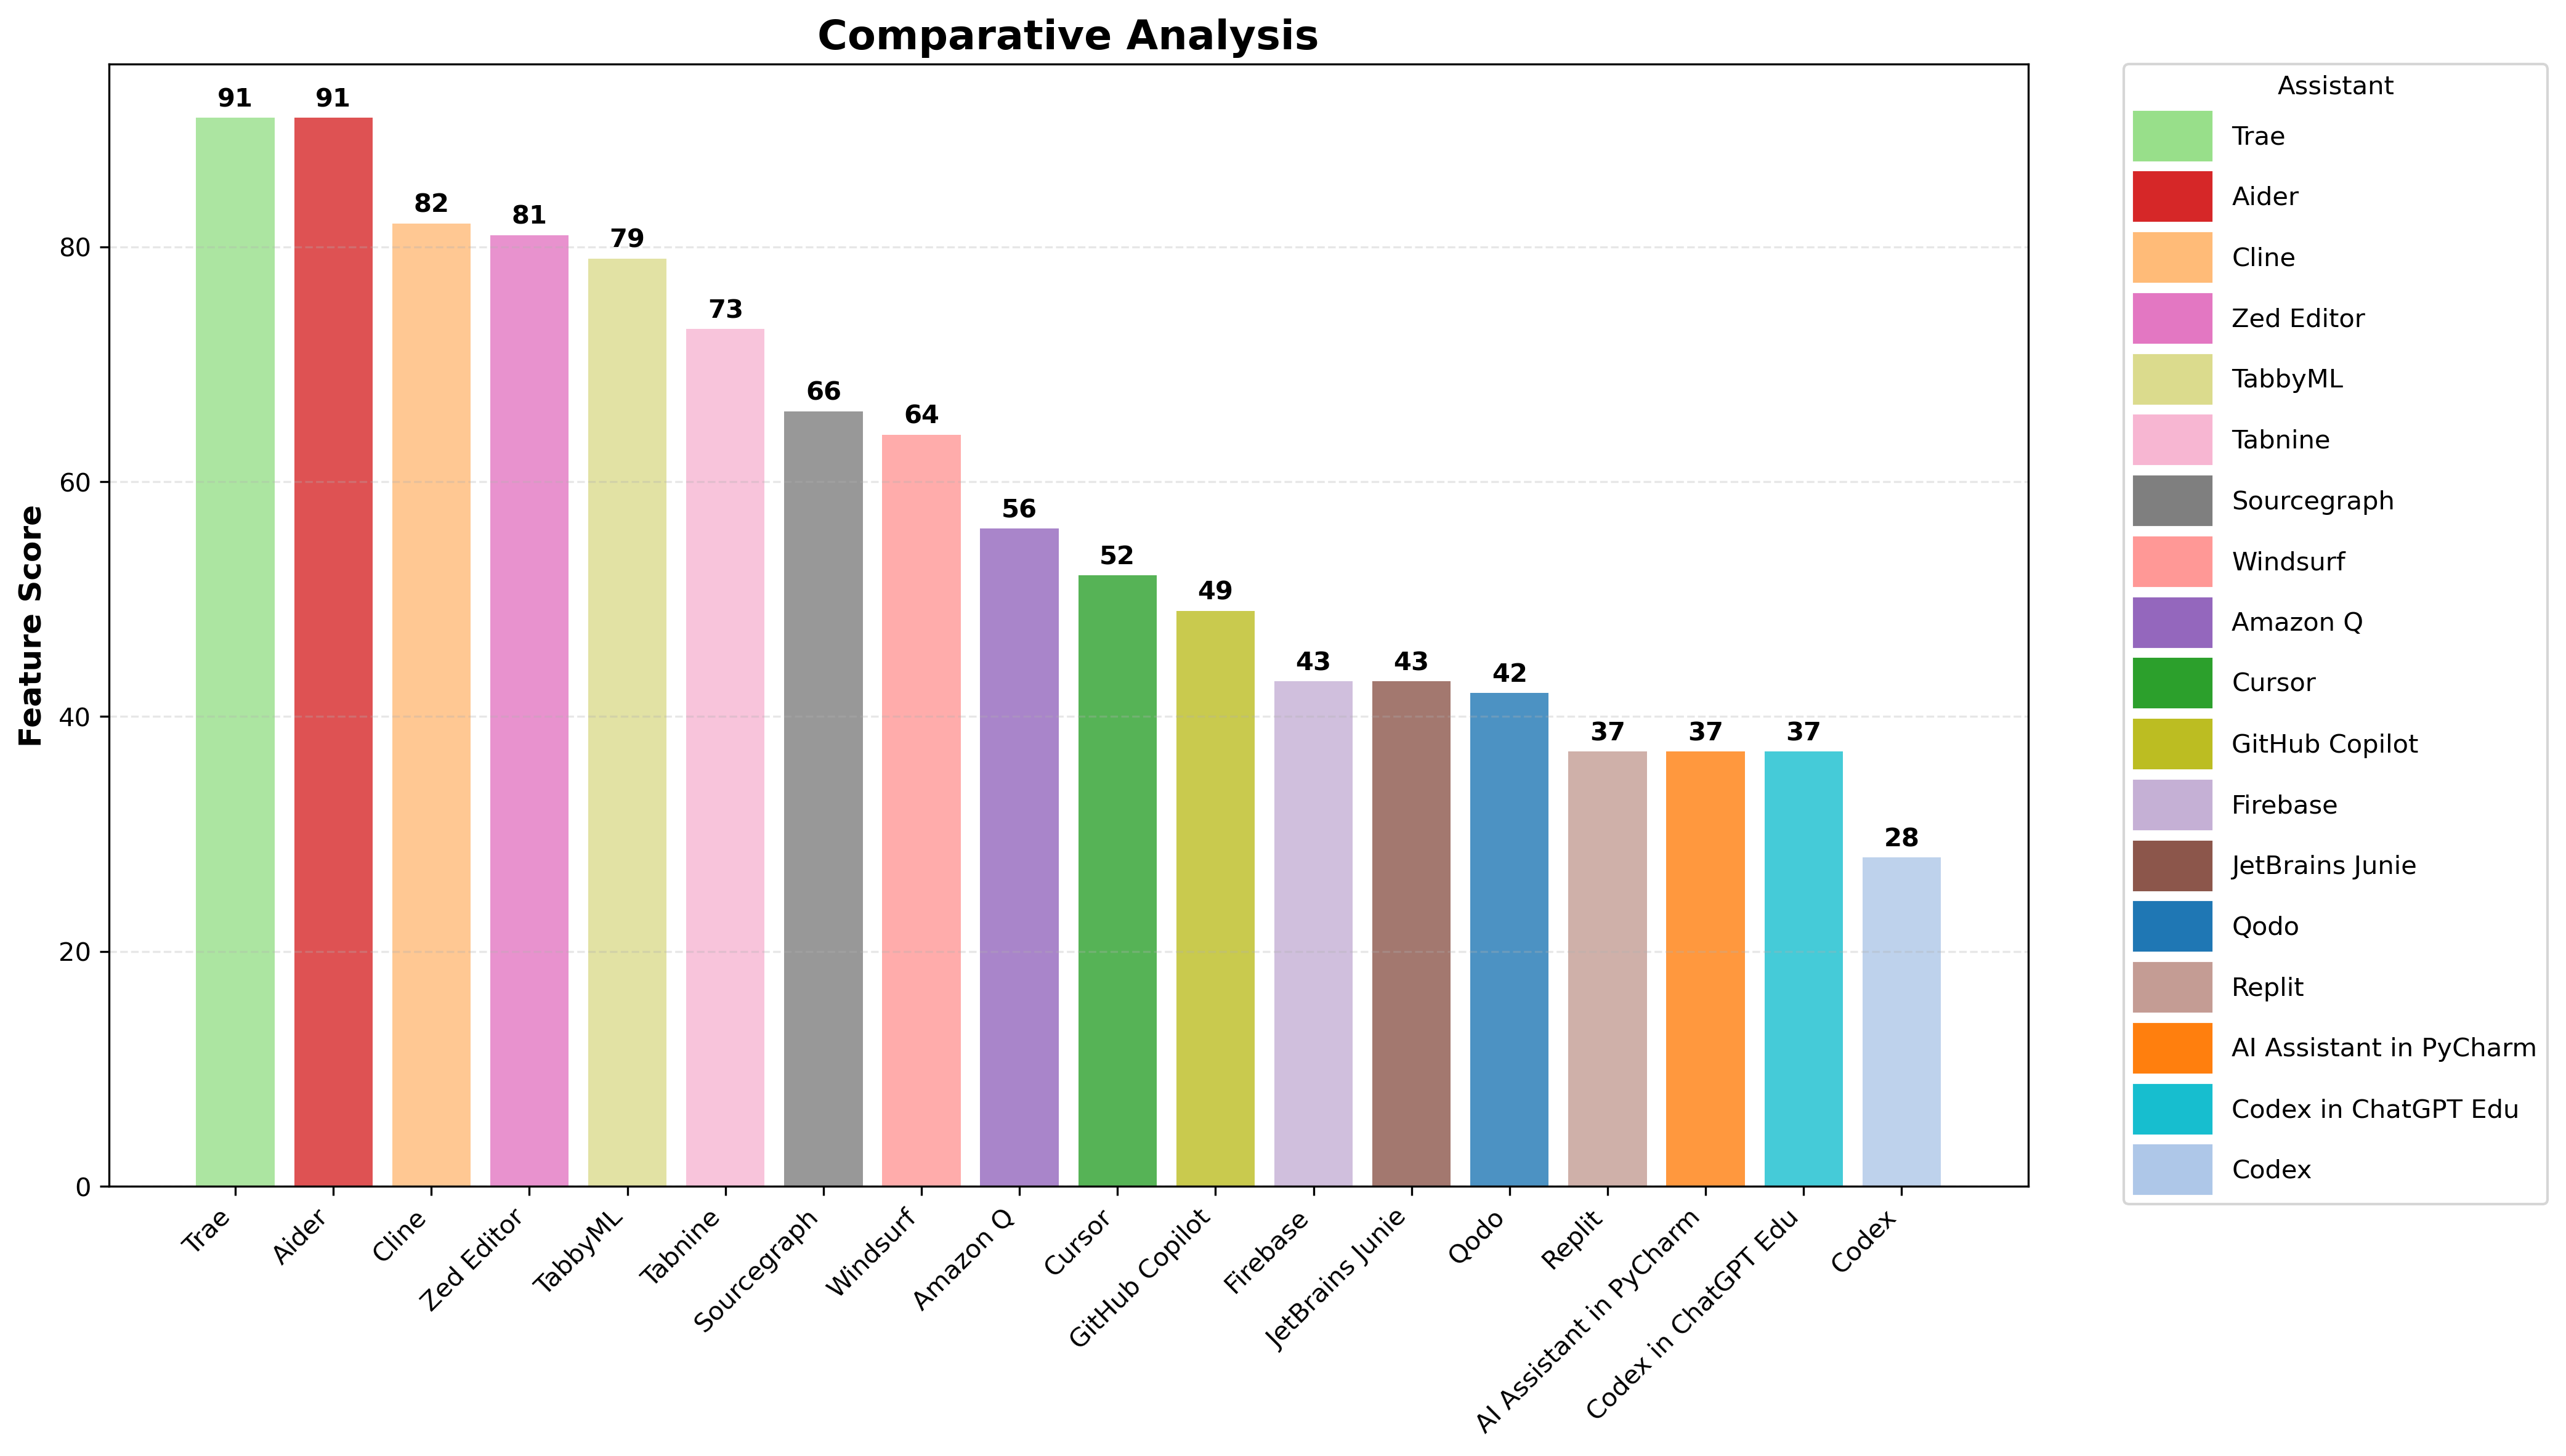 Comparative Analysis
Feature Score
80
60
40
20
0
91
91
82
81
79
73
66
64
56
52
49
43
43
42
37
37
37
28
Trae
Aider
Cline
Zed Editor
TabbyML
Tabnine
Sourcegraph
Windsurf
Amazon Q
Cursor
GitHub Copilot
Firebase
JetBrains Junie
Qodo
Replit
AI Assistant in PyCharm
Codex in ChatGPT Edu
Codex
Assistant
Trae
Aider
Cline
Zed Editor
TabbyML
Tabnine
Sourcegraph
Windsurf
Amazon Q
Cursor
GitHub Copilot
Firebase
JetBrains Junie
Qodo
Replit
AI Assistant in PyCharm
Codex in ChatGPT Edu
Codex